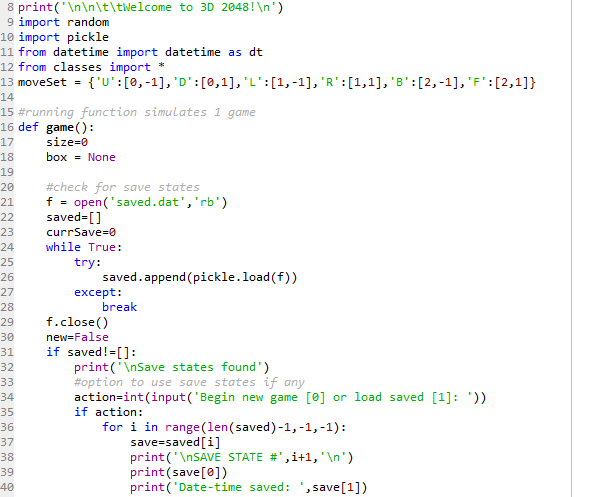 8 print('\n\n\t\tWelcome to 3D 2048!\n')
9 import random
10 import pickle
11 from datetime import datetime as dt
12 from classes import *
13 moveSet = {'U':[0,-1],'D':[0,1],'L':[1,-1],'R':[1,1],'B':[2,-1],'F':[2,1]}
14
15 #running function simulates 1 game
16 def game():
17     size=0
18     box = None
19
20     #check for save states
21     f = open('saved.dat','rb')
22     saved=[]
23     currSave=0
24     while True:
25         try:
26             saved.append(pickle.load(f))
27         except:
28             break
29     f.close()
30     new=False
31     if saved!=[]:
32         print('\nSave states found')
33         #option to use save states if any
34         action=int(input('Begin new game [0] or load saved [1]: '))
35         if action:
36             for i in range(len(saved)-1,-1,-1):
37                 save=saved[i]
38                 print('\nSAVE STATE #',i+1,'\n')
39                 print(save[0])
40                 print('Date-time saved: ',save[1])